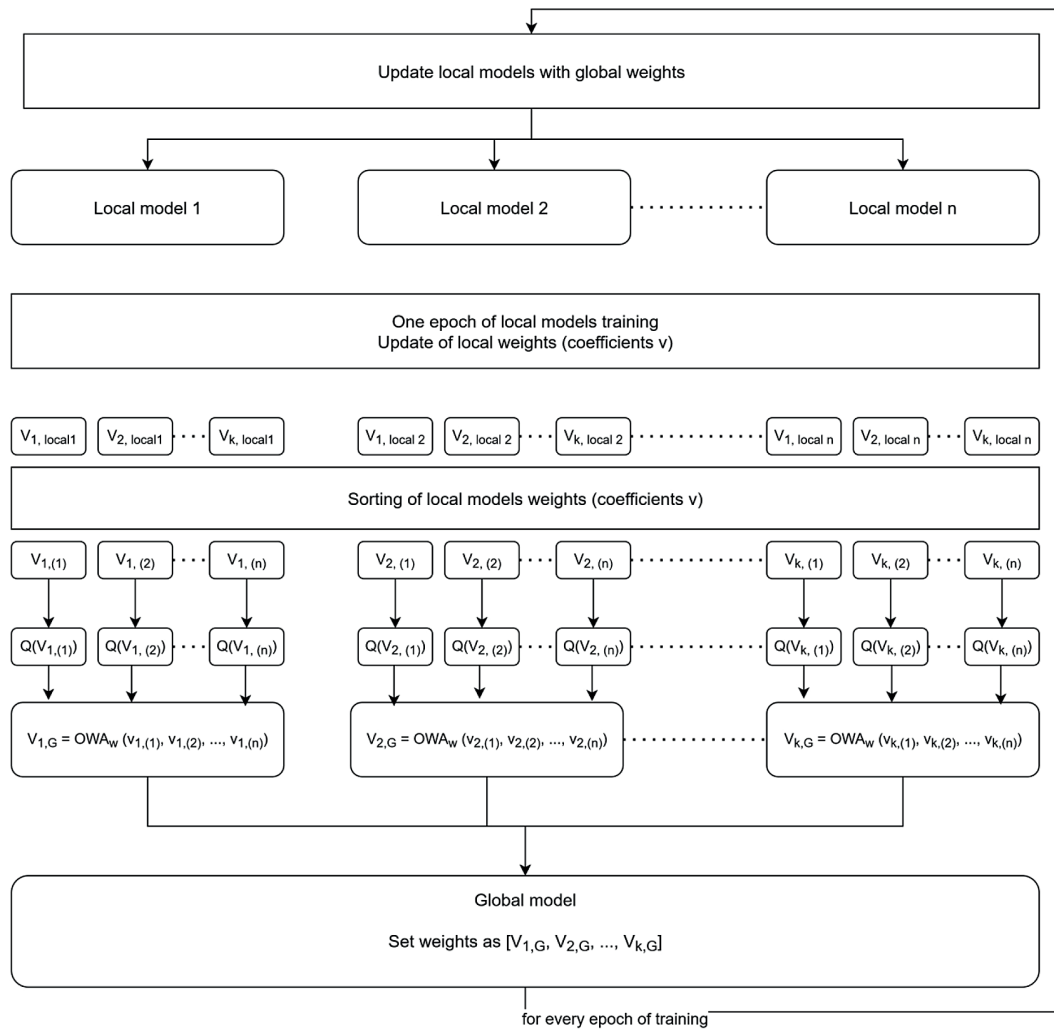 Update local models with global weights
Local model 1
Local model 2
Local model n
One epoch of local models training
Update of local weights (coefficients v)
V1, local1 V2, local1 Vk, local1 V1, local 2 V2, local 2 Vk, local 2 V1, local n V2, local n Vk, local n
Sorting of local models weights (coefficients v)
V1,(1) V1, (2) V1, (n) V2, (1) V2, (2) V2, (n) Vk, (1) Vk, (2) Vk, (n)
Q(V1,(1)) Q(V1, (2)) Q(V1, (n)) Q(V2, (1)) Q(V2, (2)) Q(V2, (n)) Q(Vk, (1)) Q(Vk, (2)) Q(Vk, (n))
V1,G = OWAw (v1,(1), v1,(2), ..., v1,(n))
V2,G = OWAw (v2,(1), v2,(2), ..., v2,(n))
Vk,G = OWAw (vk,(1), vk,(2), ..., vk,(n))
Global model
Set weights as [V1,G, V2,G, ..., Vk,G]
for every epoch of training